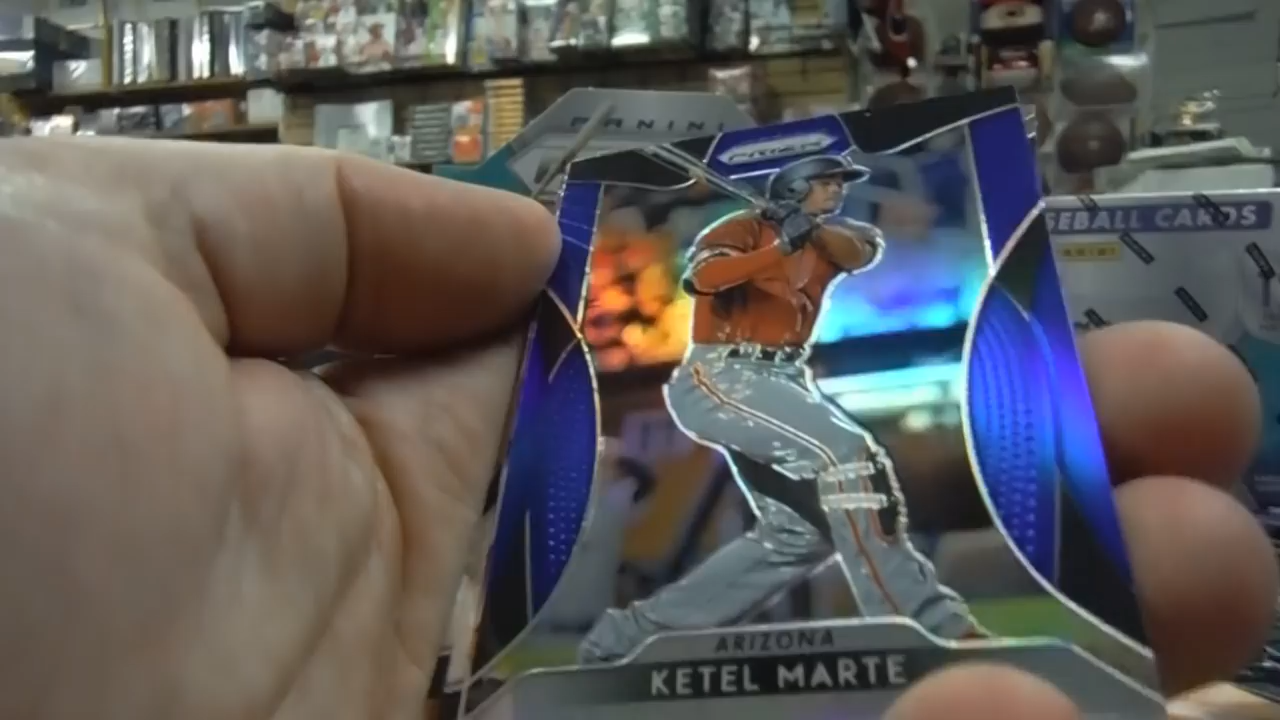 PANINI
PRIZM
SEBALL CARDS
PANINI
ARIZONA
KETEL MARTE